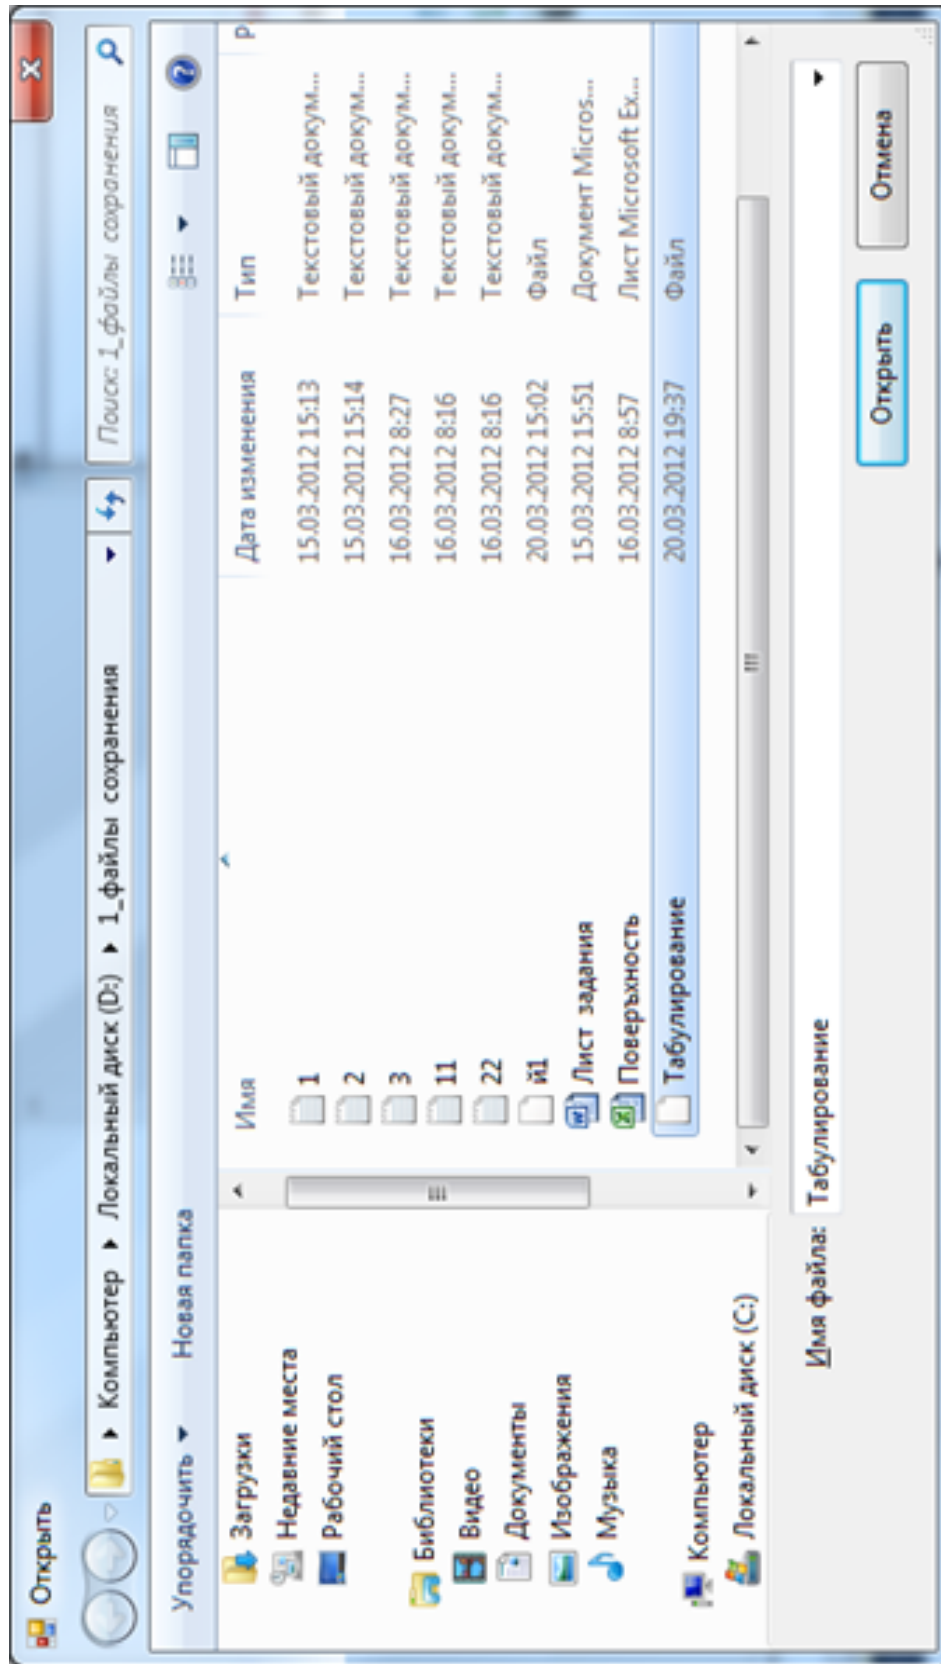 Открыть
Компьютер Локальный диск (D:) 1_файлы сохранения
Поиск: 1_файлы сохранения
Упорядочить Новая папка
Имя Дата изменения Тип Р
Загрузки
Недавние места
Рабочий стол
Библиотеки
Видео
Документы
Изображения
Музыка
Компьютер
Локальный диск (C:)
1 15.03.2012 15:13 Текстовый докум...
2 15.03.2012 15:14 Текстовый докум...
3 16.03.2012 8:27 Текстовый докум...
11 16.03.2012 8:16 Текстовый докум...
22 16.03.2012 8:16 Текстовый докум...
й1 20.03.2012 15:02 Файл
Лист задания 15.03.2012 15:51 Документ Micros...
Поверъхность 16.03.2012 8:57 Лист Microsoft Ex...
Табулирование 20.03.2012 19:37 Файл
Имя файла: Табулирование
Открыть Отмена